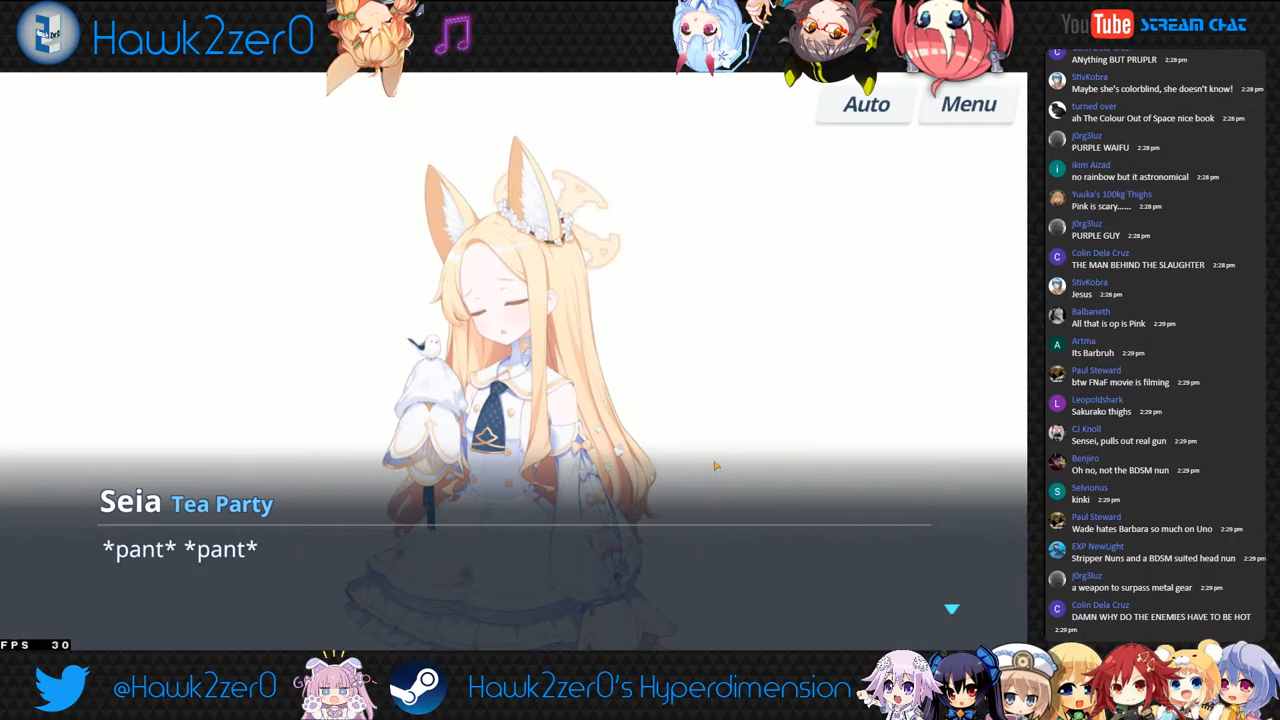 Hawk2zer0
YouTube STREAM CHAT
Auto
Menu
Seia Tea Party
*pant* *pant*
FPS 30
@Hawk2zer0
Hawk2zer0's Hyperdimension
ANything BUT PRUPLR 2:28 pm
StivKobra
Maybe she's colorblind, she doesn't know! 2:28 pm
turned over
ah The Colour Out of Space nice book 2:28 pm
j0rg3luz
PURPLE WAIFU 2:28 pm
ikim Aizad
no rainbow but it astronomical 2:28 pm
Yuuka's 100kg Thighs
Pink is scary...... 2:28 pm
j0rg3luz
PURPLE GUY 2:28 pm
Colin Dela Cruz
THE MAN BEHIND THE SLAUGHTER 2:28 pm
StivKobra
Jesus 2:28 pm
Balbaneth
All that is op is Pink 2:29 pm
Artma
Its Barbruh 2:29 pm
Paul Steward
btw FNaF movie is filming 2:29 pm
Leopoldshark
Sakurako thighs 2:29 pm
CJ Knoll
Sensei, pulls out real gun 2:29 pm
Benjiro
Oh no, not the BDSM nun 2:29 pm
Selvionus
kinki 2:29 pm
Paul Steward
Wade hates Barbara so much on Uno 2:29 pm
EXP NewLight
Stripper Nuns and a BDSM suited head nun 2:29 pm
j0rg3luz
a weapon to surpass metal gear 2:29 pm
Colin Dela Cruz
DAMN WHY DO THE ENEMIES HAVE TO BE HOT
2:29 pm